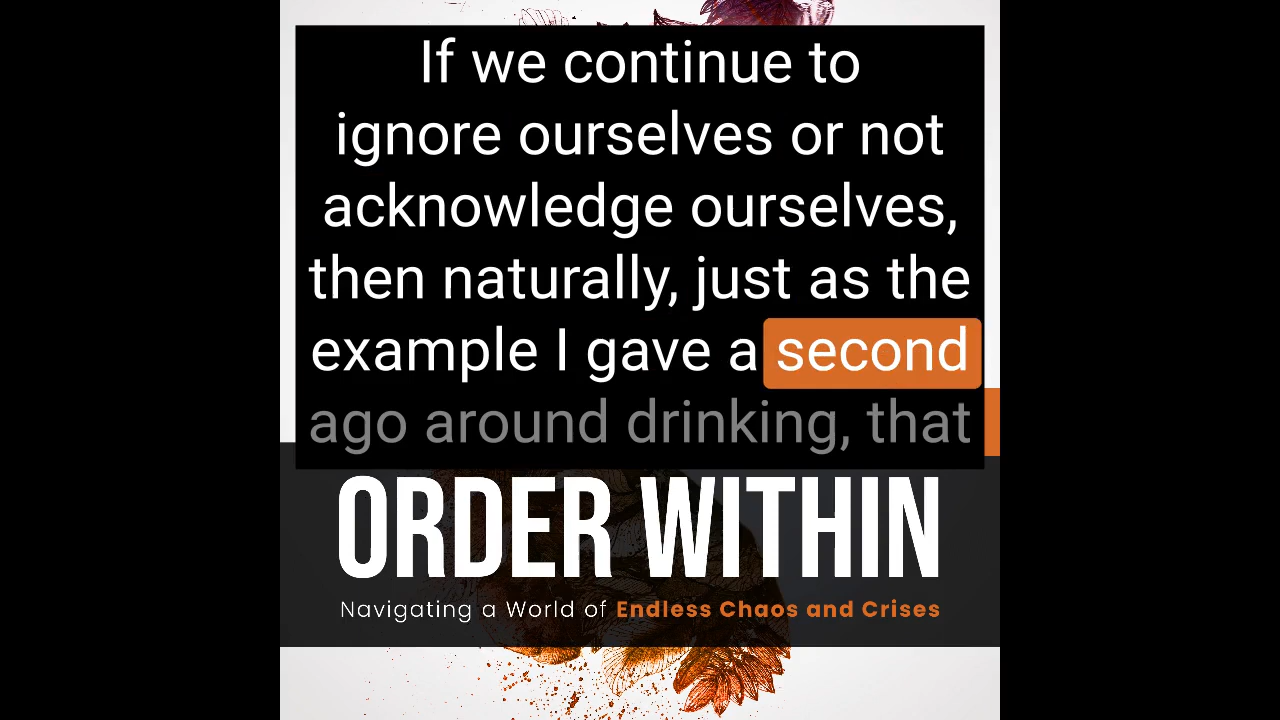 If we continue to
ignore ourselves or not
acknowledge ourselves,
then naturally, just as the
example I gave a second
ago around drinking, that
ORDER WITHIN
Navigating a World of Endless Chaos and Crises